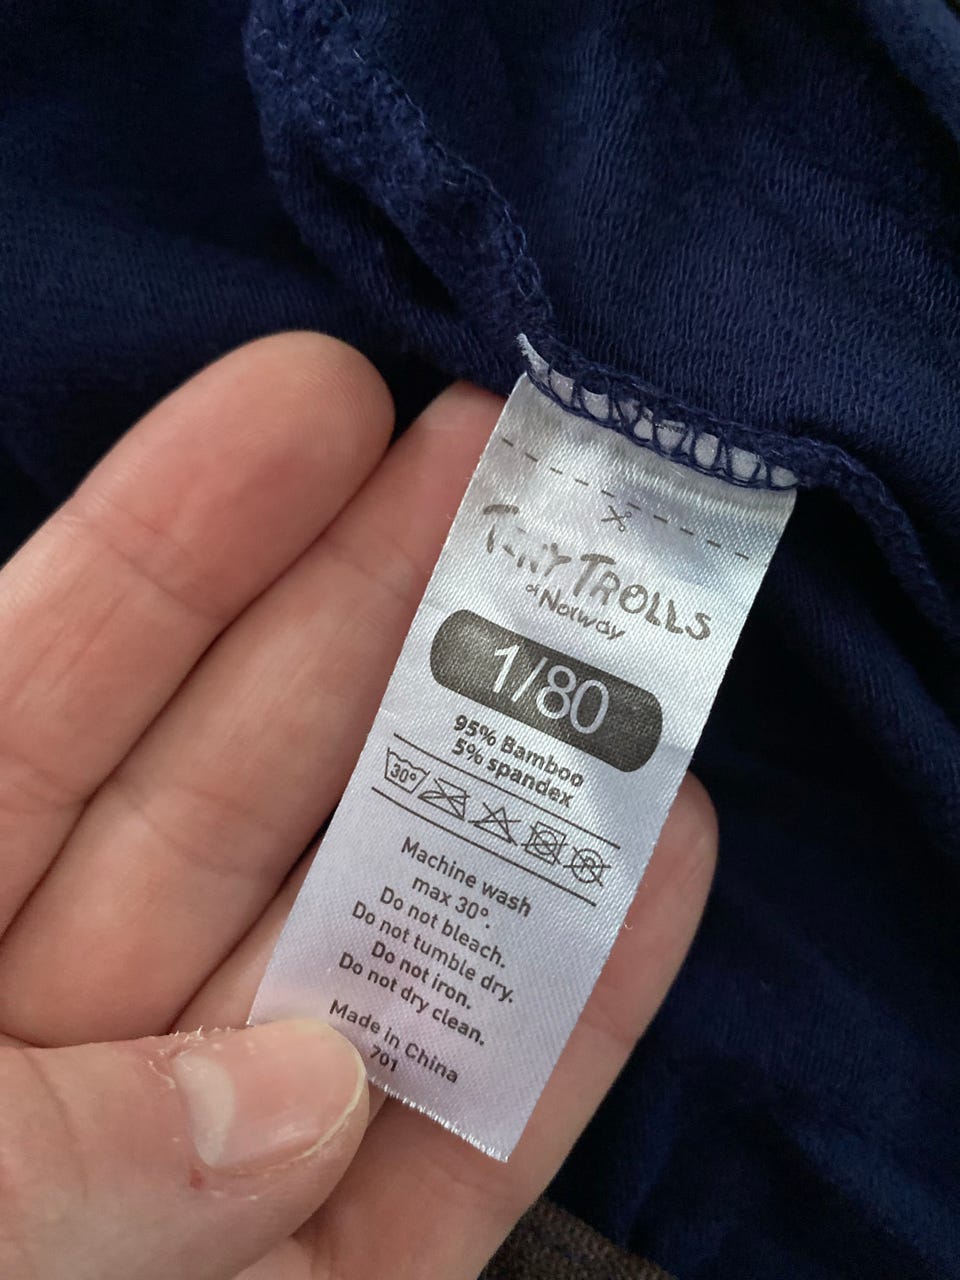 TINY TROLLS
of Norway
1/80
95% Bamboo
5% spandex
30°
Machine wash
max 30°.
Do not bleach.
Do not tumble dry.
Do not iron.
Do not dry clean.
Made in China
701